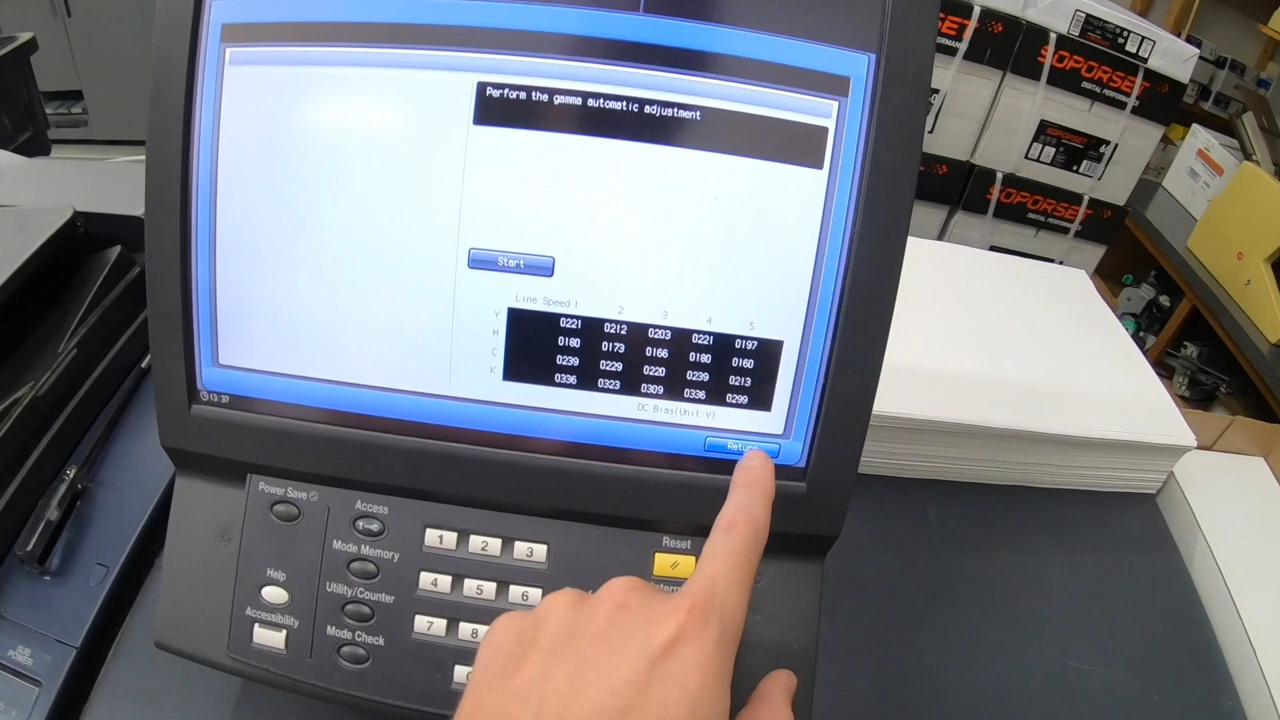 Perform the gamma automatic adjustment
Start
Line Speed 1 2 3 4 5
Y 0221 0212 0203 0221 0197
M 0180 0173 0166 0180 0160
C 0239 0229 0220 0239 0213
K 0336 0323 0309 0336 0299
DC Bias(Unit:V)
13:37
Return
Power Save
Access
Mode Memory
Help
Utility/Counter
Accessibility
Mode Check
1 2 3
4 5 6
7 8
Reset
SUB
POWER
SOPORSET
DIGITAL PERFORMANCE
SOPORSET